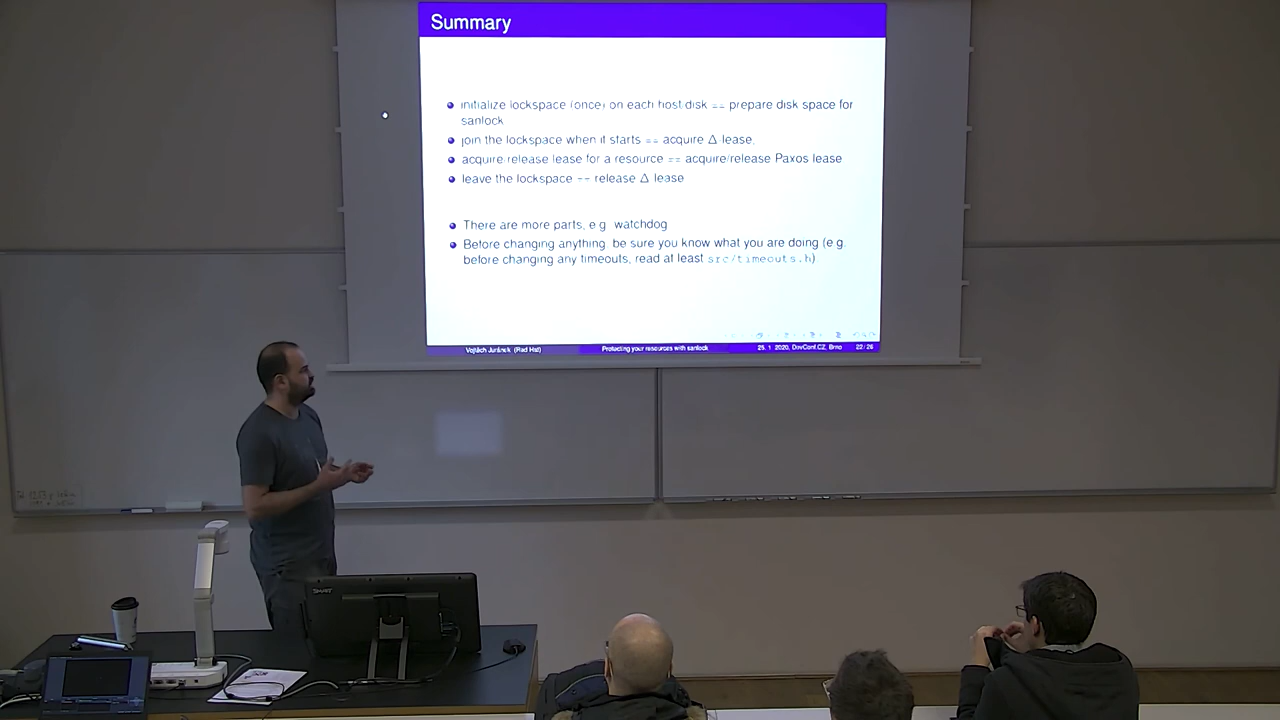 Summary
initialize lockspace (once) on each host/disk == prepare disk space for
sanlock
join the lockspace when it starts == acquire Δ lease.
acquire/release lease for a resource == acquire/release Paxos lease
leave the lockspace == release Δ lease
There are more parts, e.g. watchdog
Before changing anything, be sure you know what you are doing (e.g.
before changing any timeouts, read at least src/timeouts.h)
Vojtěch Juránek (Red Hat) Protecting your resources with sanlock 25. 1. 2020, DevConf.CZ, Brno 22 / 26
SMART